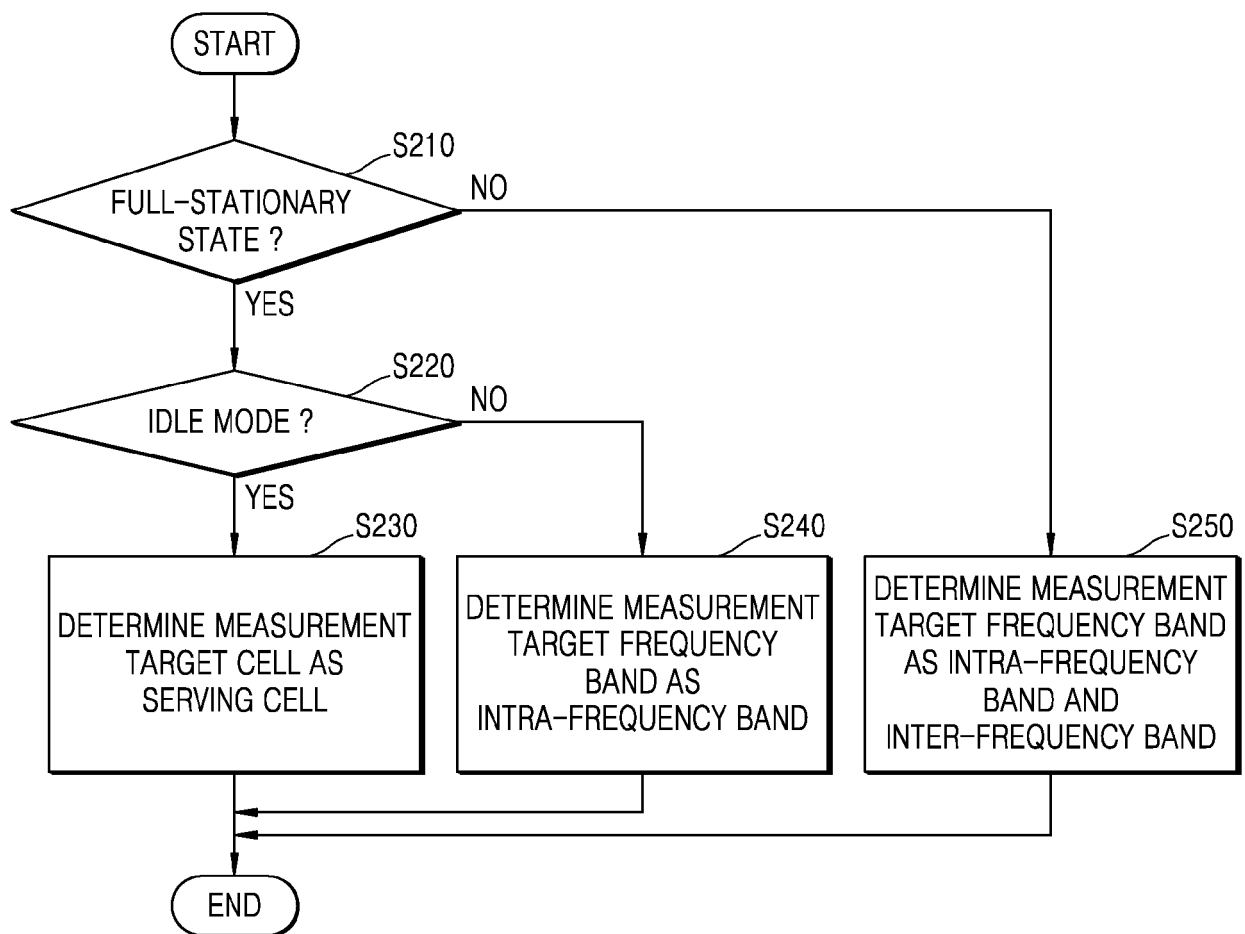 START
S210
FULL-STATIONARY
STATE ?
NO
YES
S220
IDLE MODE ?
NO
YES
S230
DETERMINE MEASUREMENT
TARGET CELL AS
SERVING CELL
S240
DETERMINE MEASUREMENT
TARGET FREQUENCY
BAND AS
INTRA-FREQUENCY BAND
S250
DETERMINE MEASUREMENT
TARGET FREQUENCY BAND
AS INTRA-FREQUENCY
BAND AND
INTER-FREQUENCY BAND
END